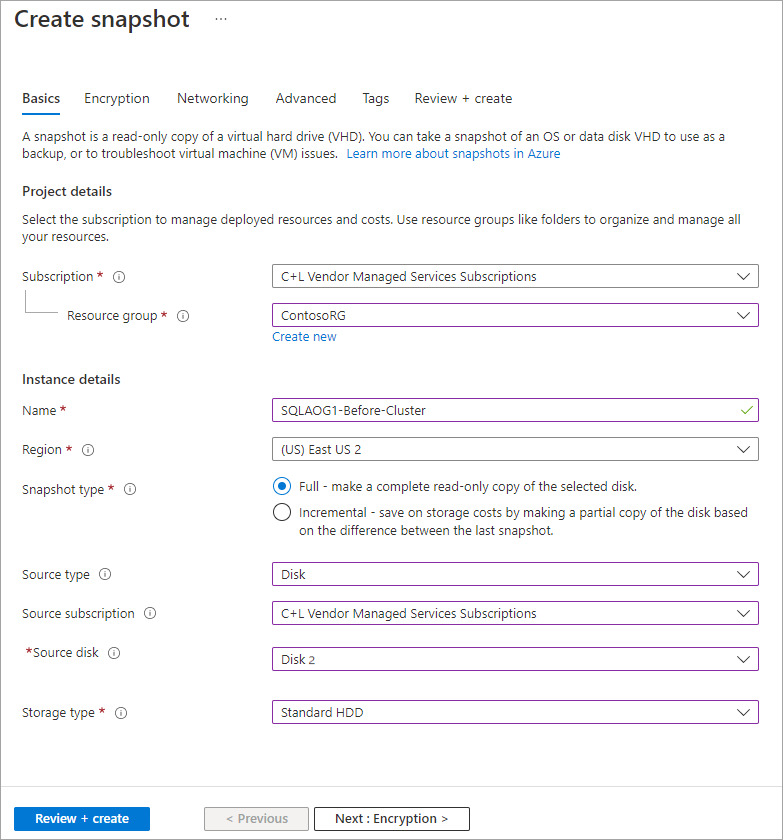 Create snapshot ...
Basics Encryption Networking Advanced Tags Review + create
A snapshot is a read-only copy of a virtual hard drive (VHD). You can take a snapshot of an OS or data disk VHD to use as a
backup, or to troubleshoot virtual machine (VM) issues. Learn more about snapshots in Azure
Project details
Select the subscription to manage deployed resources and costs. Use resource groups like folders to organize and manage all
your resources.
Subscription * C+L Vendor Managed Services Subscriptions
Resource group * ContosoRG
Create new
Instance details
Name * SQLAOG1-Before-Cluster
Region * (US) East US 2
Snapshot type * Full - make a complete read-only copy of the selected disk.
Incremental - save on storage costs by making a partial copy of the disk based
on the difference between the last snapshot.
Source type Disk
Source subscription C+L Vendor Managed Services Subscriptions
*Source disk Disk 2
Storage type * Standard HDD
Review + create < Previous Next : Encryption >